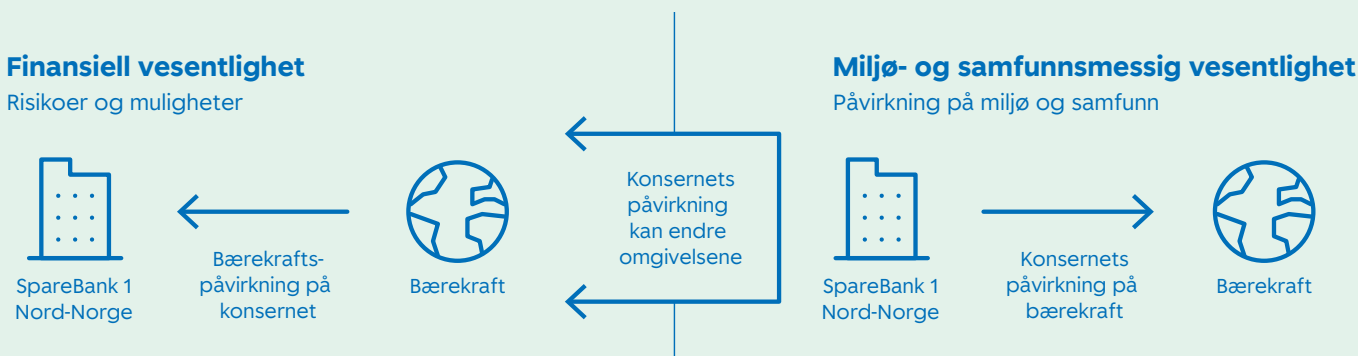 Finansiell vesentlighet
Risikoer og muligheter
SpareBank 1
Nord-Norge
Bærekrafts-
påvirkning på
konsernet
Bærekraft
Konsernets
påvirkning
kan endre
omgivelsene
Miljø- og samfunnsmessig vesentlighet
Påvirkning på miljø og samfunn
SpareBank 1
Nord-Norge
Konsernets
påvirkning på
bærekraft
Bærekraft